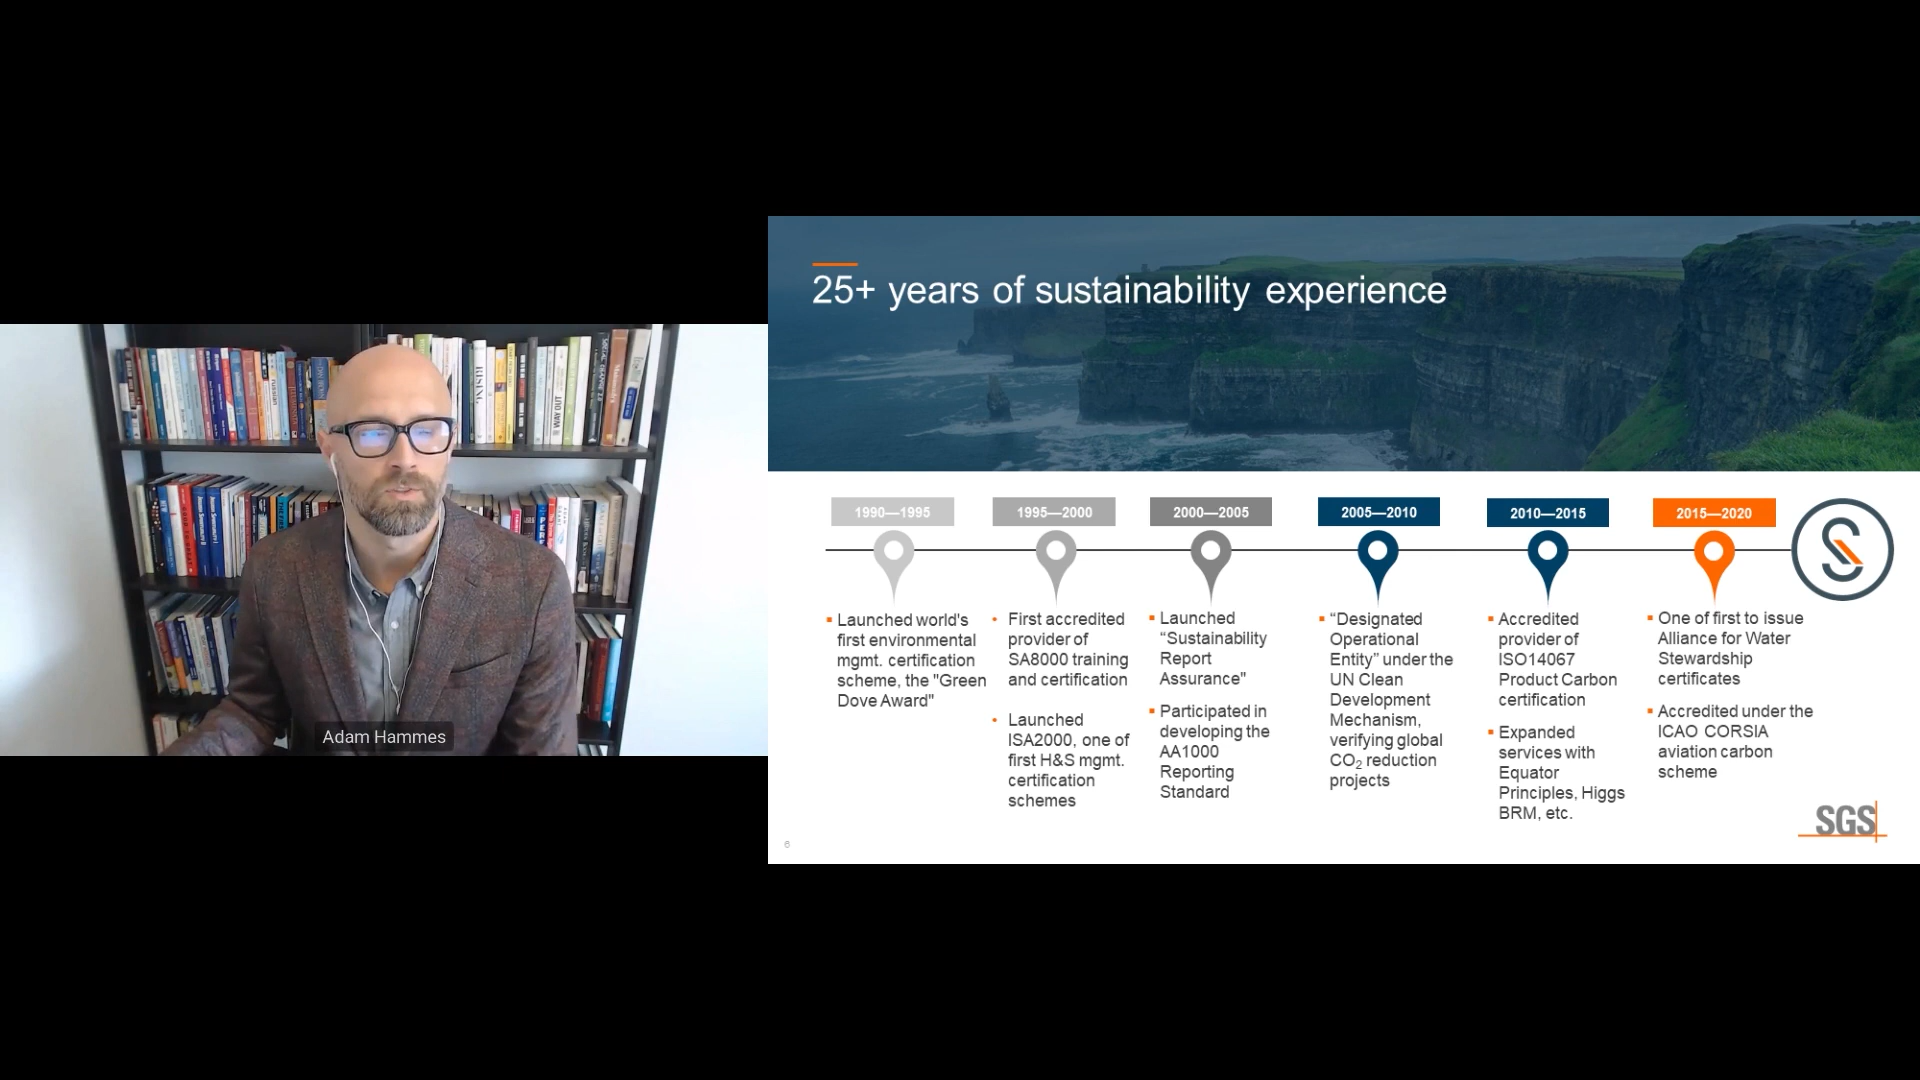 RISING
WAY OUT
Adam Hammes
25+ years of sustainability experience
1990—1995
Launched world's
first environmental
mgmt. certification
scheme, the "Green
Dove Award"
1995—2000
First accredited
provider of
SA8000 training
and certification
Launched
ISA2000, one of
first H&S mgmt.
certification
schemes
2000—2005
Launched
“Sustainability
Report
Assurance"
Participated in
developing the
AA1000
Reporting
Standard
2005—2010
“Designated
Operational
Entity” under the
UN Clean
Development
Mechanism,
verifying global
CO₂ reduction
projects
2010—2015
Accredited
provider of
ISO14067
Product Carbon
certification
Expanded
services with
Equator
Principles, Higgs
BRM, etc.
2015—2020
One of first to issue
Alliance for Water
Stewardship
certificates
Accredited under the
ICAO CORSIA
aviation carbon
scheme
SGS
6